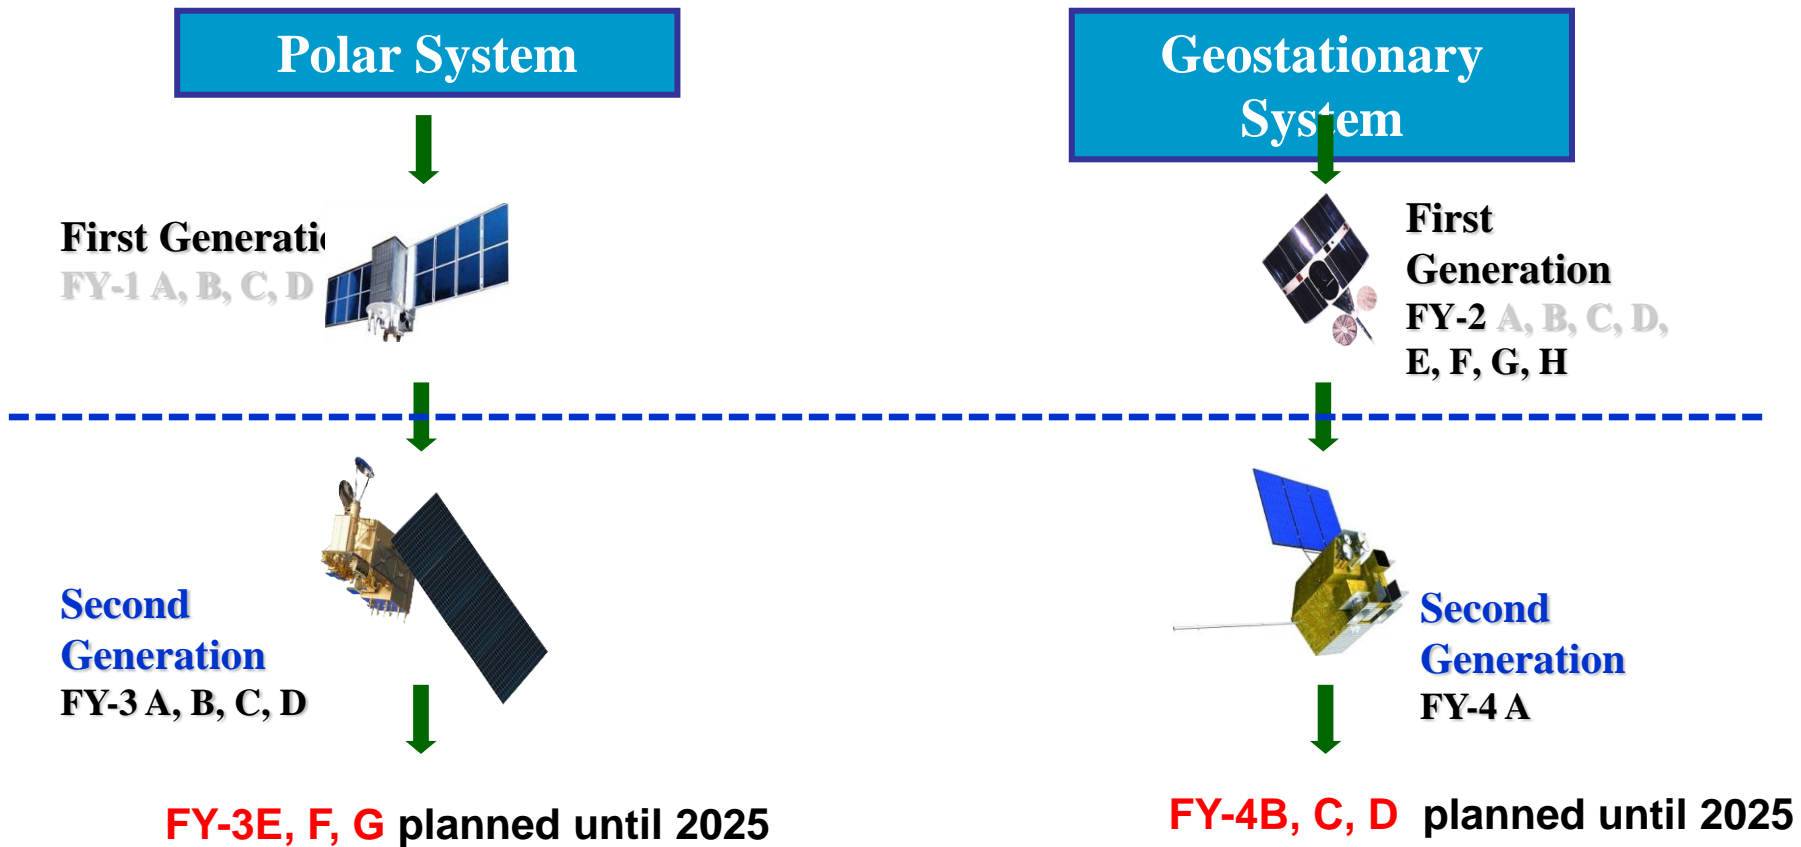 Polar System
Geostationary
System
First Generati
FY-1 A, B, C, D
First
Generation
FY-2 A, B, C, D,
E, F, G, H
Second
Generation
FY-3 A, B, C, D
Second
Generation
FY-4 A
FY-3E, F, G planned until 2025
FY-4B, C, D planned until 2025